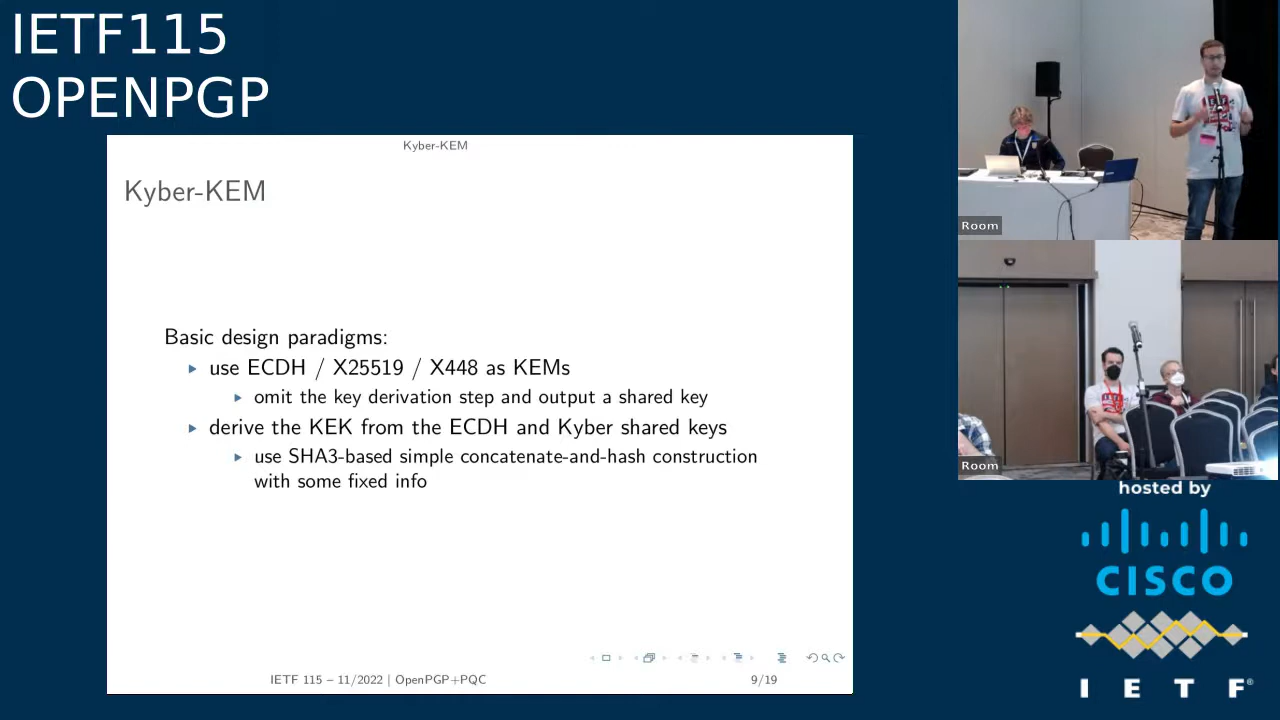 IETF115
OPENPGP
Kyber-KEM
Kyber-KEM
Basic design paradigms:
use ECDH / X25519 / X448 as KEMs
omit the key derivation step and output a shared key
derive the KEK from the ECDH and Kyber shared keys
use SHA3-based simple concatenate-and-hash construction
with some fixed info
IETF 115 – 11/2022 | OpenPGP+PQC
9/19
Room
Room
hosted by
CISCO
I E T F®